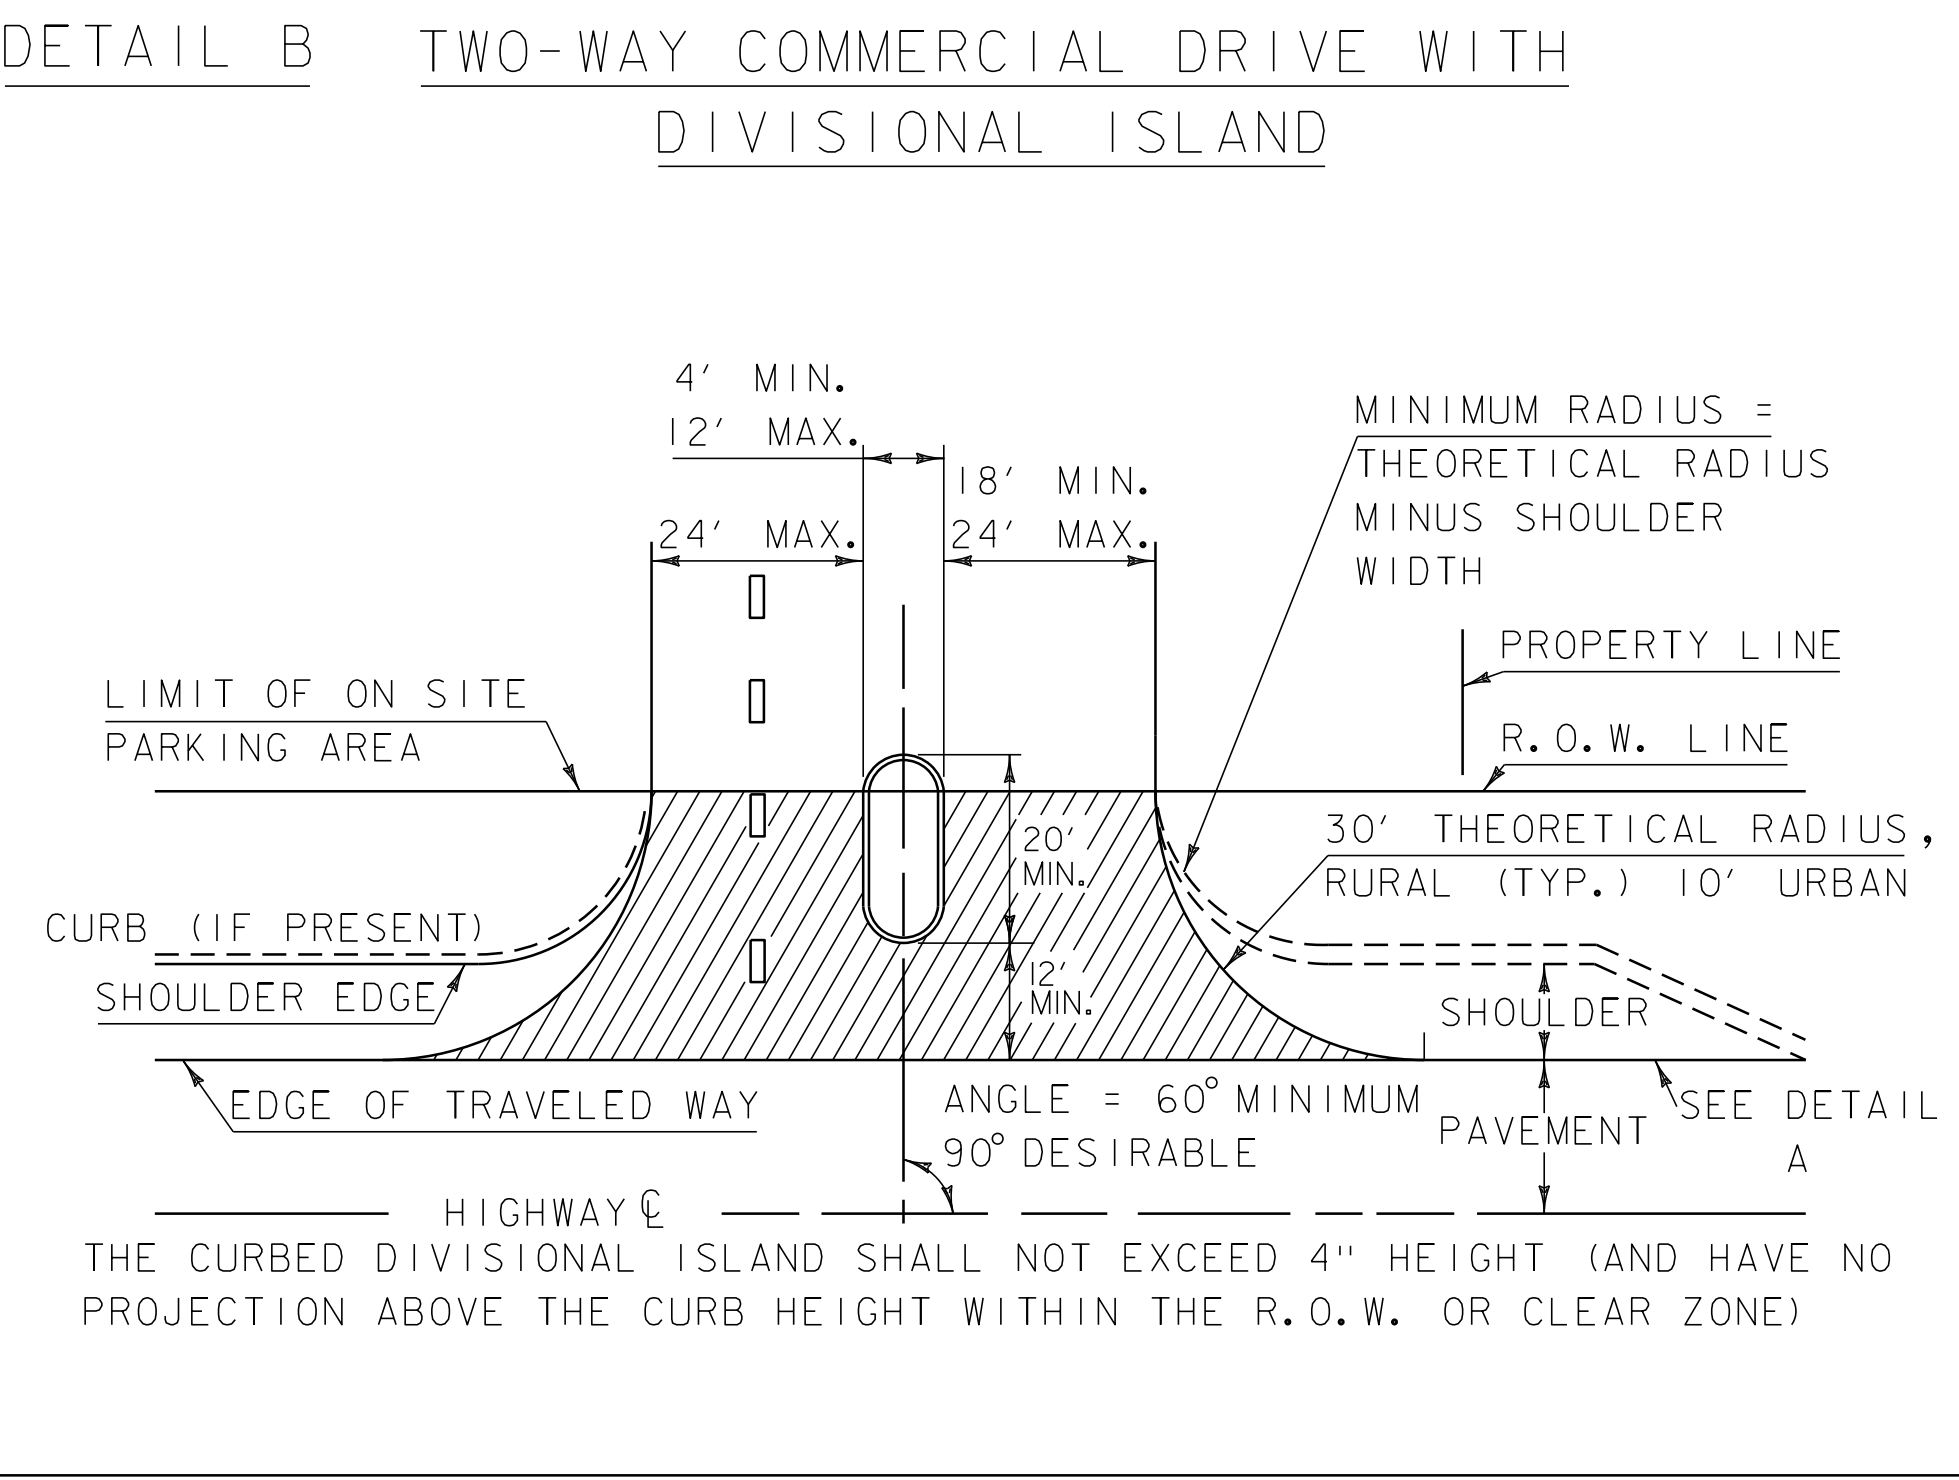 DETAIL B TWO-WAY COMMERCIAL DRIVE WITH
DIVISIONAL ISLAND
4' MIN.
12' MAX.
18' MIN.
24' MAX.
24' MAX.
MINIMUM RADIUS =
THEORETICAL RADIUS
MINUS SHOULDER
WIDTH
PROPERTY LINE
R.O.W. LINE
LIMIT OF ON SITE
PARKING AREA
30' THEORETICAL RADIUS,
RURAL (TYP.) 10' URBAN
20'
MIN.
CURB (IF PRESENT)
SHOULDER EDGE
12'
MIN.
SHOULDER
EDGE OF TRAVELED WAY
ANGLE = 60° MINIMUM
90° DESIRABLE
PAVEMENT
SEE DETAIL
A
HIGHWAY ℄
THE CURBED DIVISIONAL ISLAND SHALL NOT EXCEED 4" HEIGHT (AND HAVE NO
PROJECTION ABOVE THE CURB HEIGHT WITHIN THE R.O.W. OR CLEAR ZONE)